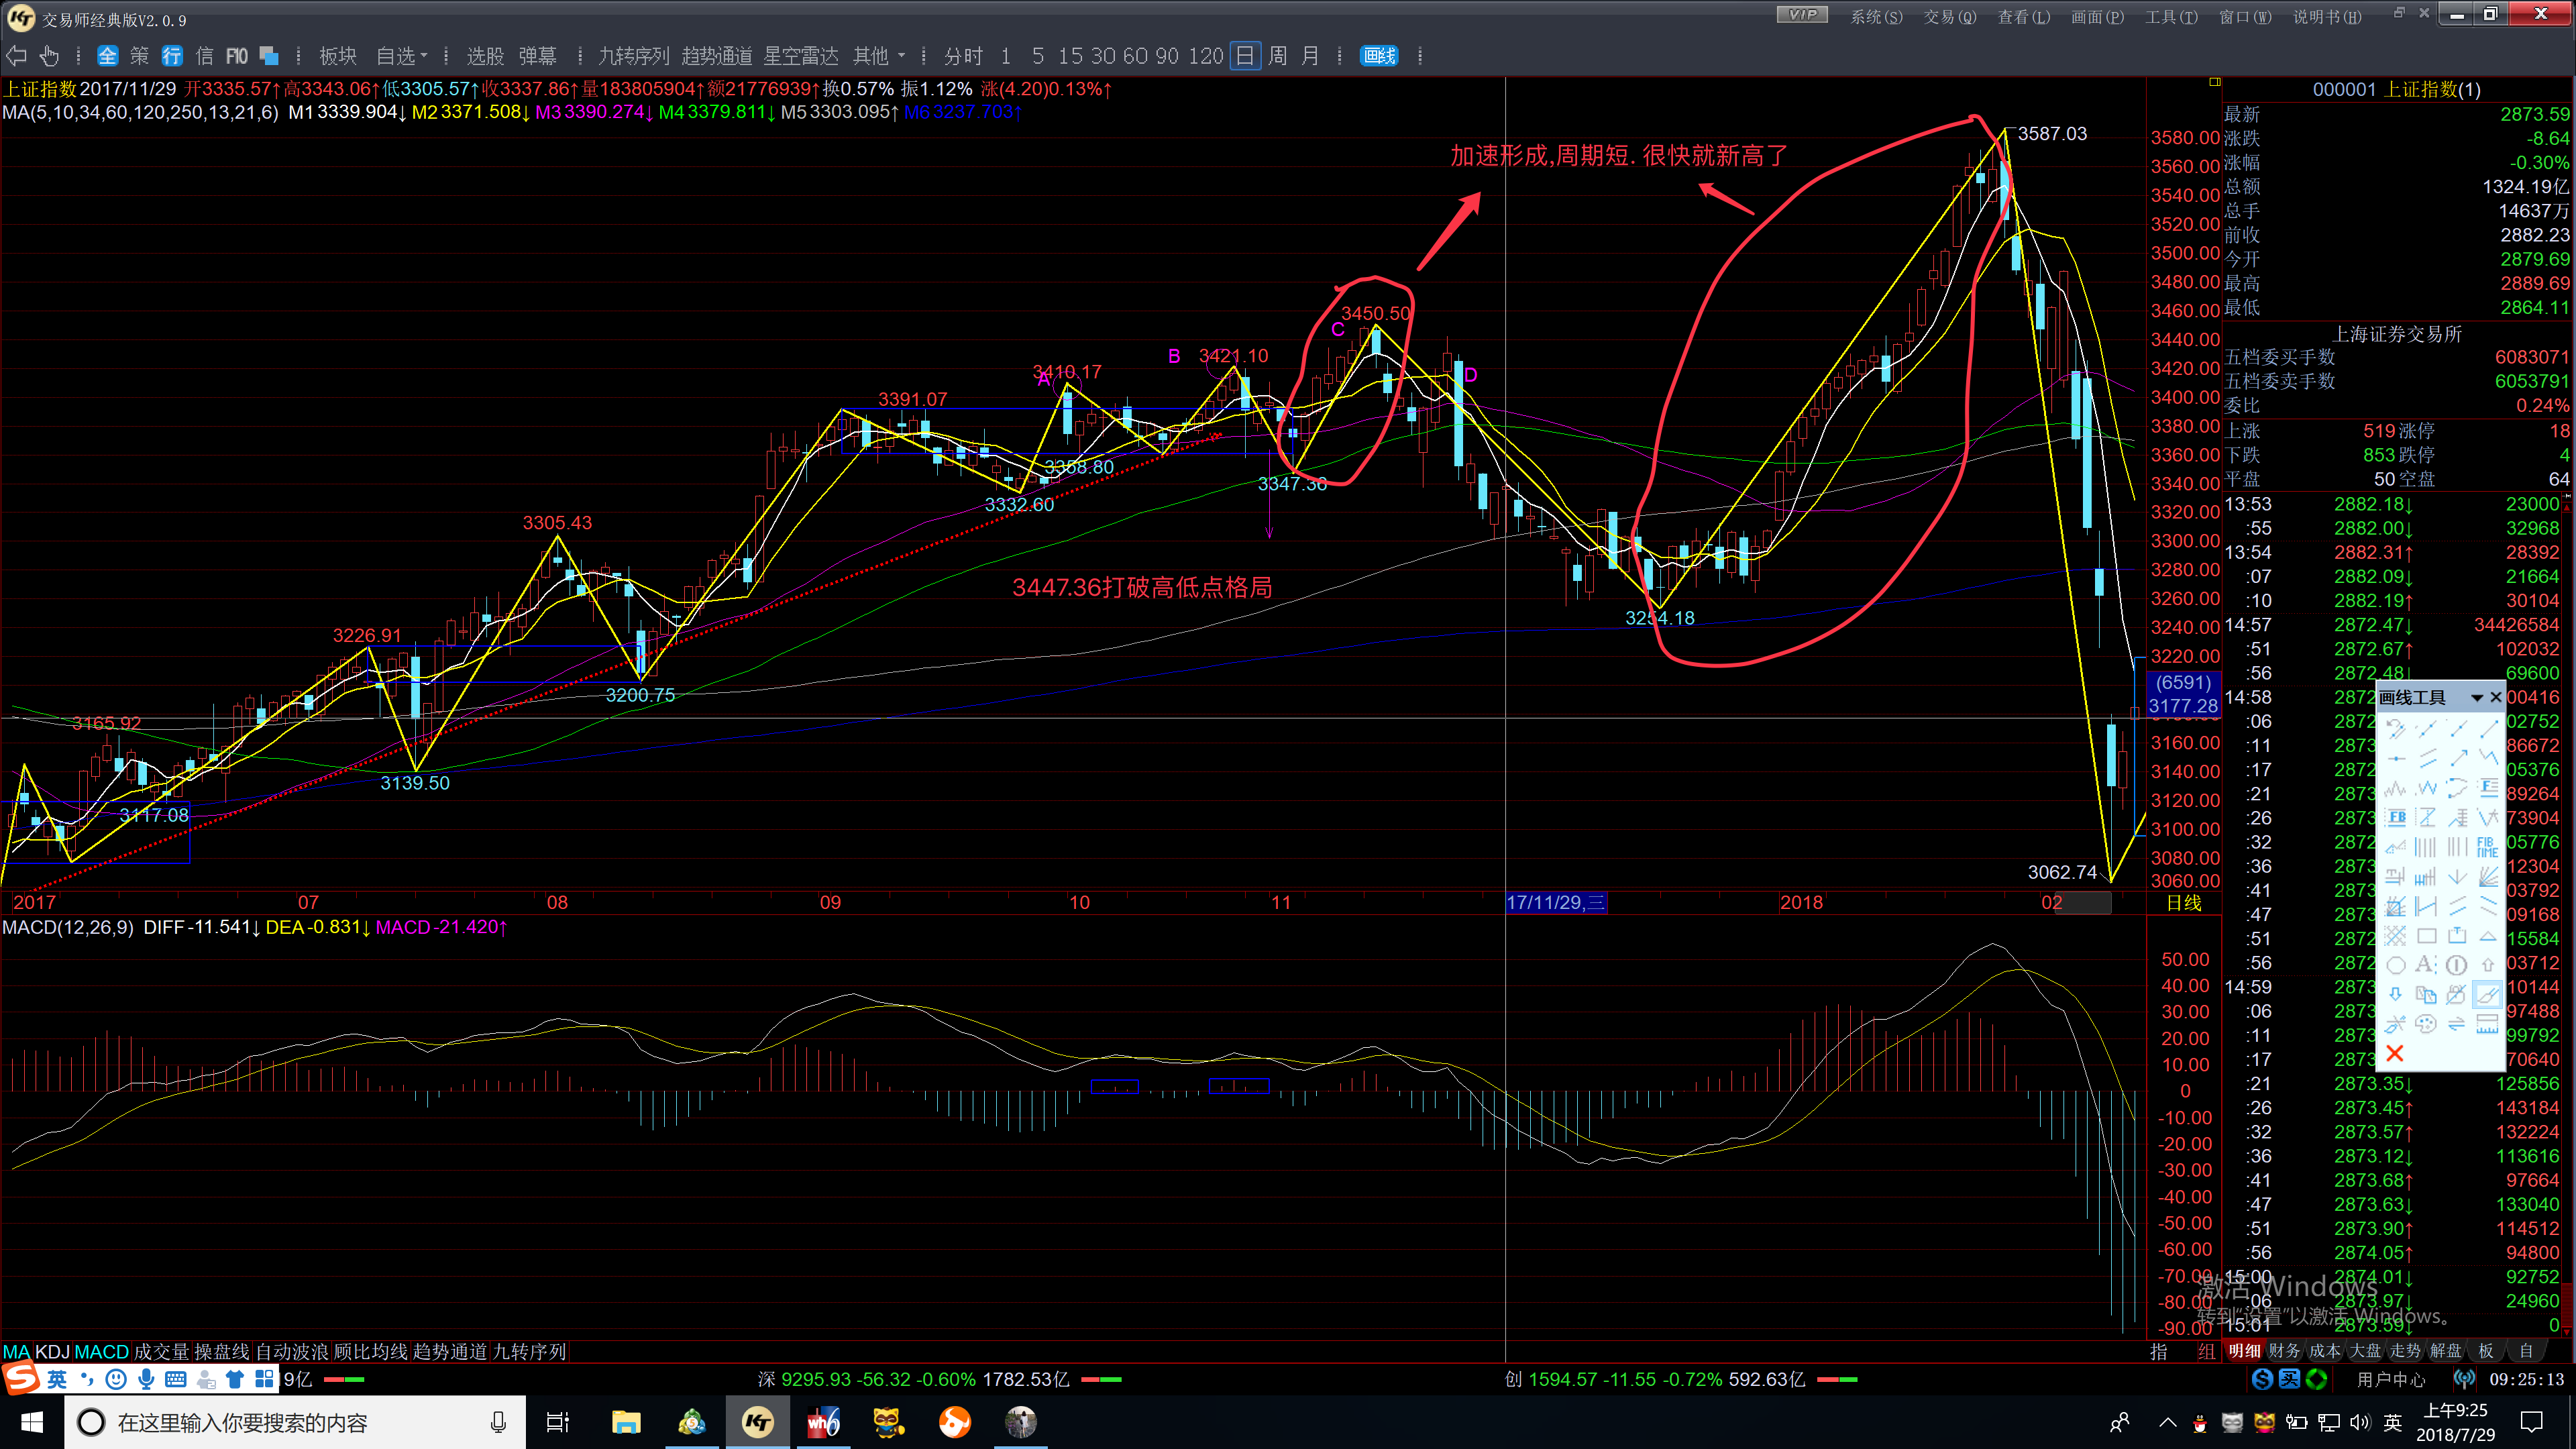 交易师经典版V2.0.9
VIP 系统(S) 交易(Q) 查看(L) 画面(P) 工具(T) 窗口(W) 说明书(H)
全 策 行 信 F10 板块 自选 选股 弹幕 九转序列 趋势通道 星空雷达 其他 分时 1 5 15 30 60 90 120 日 周 月 画线
上证指数 2017/11/29 开3335.57↑高3343.06↑低3305.57↑收3337.86↑量183805904↑额21776939↑换0.57% 振1.12% 涨(4.20)0.13%↑
MA(5,10,34,60,120,250,13,21,6) M1 3339.904↓ M2 3371.508↓ M3 3390.274↓ M4 3379.811↓ M5 3303.095↑ M6 3237.703↑
加速形成,周期短. 很快就新高了
3587.03
3450.50
C
B 3421.10
3410.17
A
D
3391.07
3358.80
3347.36
3332.60
3305.43
3447.36打破高低点格局
3254.18
3226.91
3200.75
3165.92
3139.50
3117.08
3062.74
3580.00
3560.00
3540.00
3520.00
3500.00
3480.00
3460.00
3440.00
3420.00
3400.00
3380.00
3360.00
3340.00
3320.00
3300.00
3280.00
3260.00
3240.00
3220.00
(6591)
3177.28
3160.00
3140.00
3120.00
3100.00
3080.00
3060.00
2017 07 08 09 10 11 17/11/29,三 2018 02 日线
MACD(12,26,9) DIFF-11.541↓ DEA-0.831↓ MACD-21.420↑
50.00
40.00
30.00
20.00
10.00
0
-10.00
-20.00
-30.00
-40.00
-50.00
-60.00
-70.00
-80.00
-90.00
000001 上证指数(1)
最新 2873.59
涨跌 -8.64
涨幅 -0.30%
总额 1324.19亿
总手 14637万
前收 2882.23
今开 2879.69
最高 2889.69
最低 2864.11
上海证券交易所
五档委买手数 6083071
五档委卖手数 6053791
委比 0.24%
上涨 519 涨停 18
下跌 853 跌停 4
平盘 50 空盘 64
13:53 2882.18↓ 23000
:55 2882.00↓ 32968
13:54 2882.31↑ 28392
:07 2882.09↓ 21664
:10 2882.19↑ 30104
14:57 2872.47↓ 34426584
:51 2872.67↑ 102032
:56 2872.48↓ 69600
14:58 2872 00416
:06 2872 02752
:11 2873 86672
:17 2872 05376
:21 2873 89264
:26 2873 73904
:32 2872 05776
:36 2873 12304
:41 2873 03792
:47 2872 09168
:51 2872 15584
:56 2872 03712
14:59 2873 10144
:06 2873 97488
:11 2873 99792
:17 2873 70640
:21 2873.35↓ 125856
:26 2873.45↑ 143184
:32 2873.57↑ 132224
:36 2873.12↓ 113616
:41 2873.68↑ 97664
:47 2873.63↓ 133040
:51 2873.90↑ 114512
:56 2874.05↑ 94800
15:00 2874.01↓ 92752
:06 2873.97↓ 24960
15:01 2873.59↓ 0
画线工具
F
FB
FIB TIME
激活 Windows
转到"设置"以激活 Windows。
MA KDJ MACD 成交量 操盘线 自动波浪 顾比均线 趋势通道 九转序列
指 组 明细 财务 成本 大盘 走势 解盘 板 自
英 9亿 深 9295.93 -56.32 -0.60% 1782.53亿 创 1594.57 -11.55 -0.72% 592.63亿 用户中心 09:25:13
在这里输入你要搜索的内容
英
上午9:25
2018/7/29